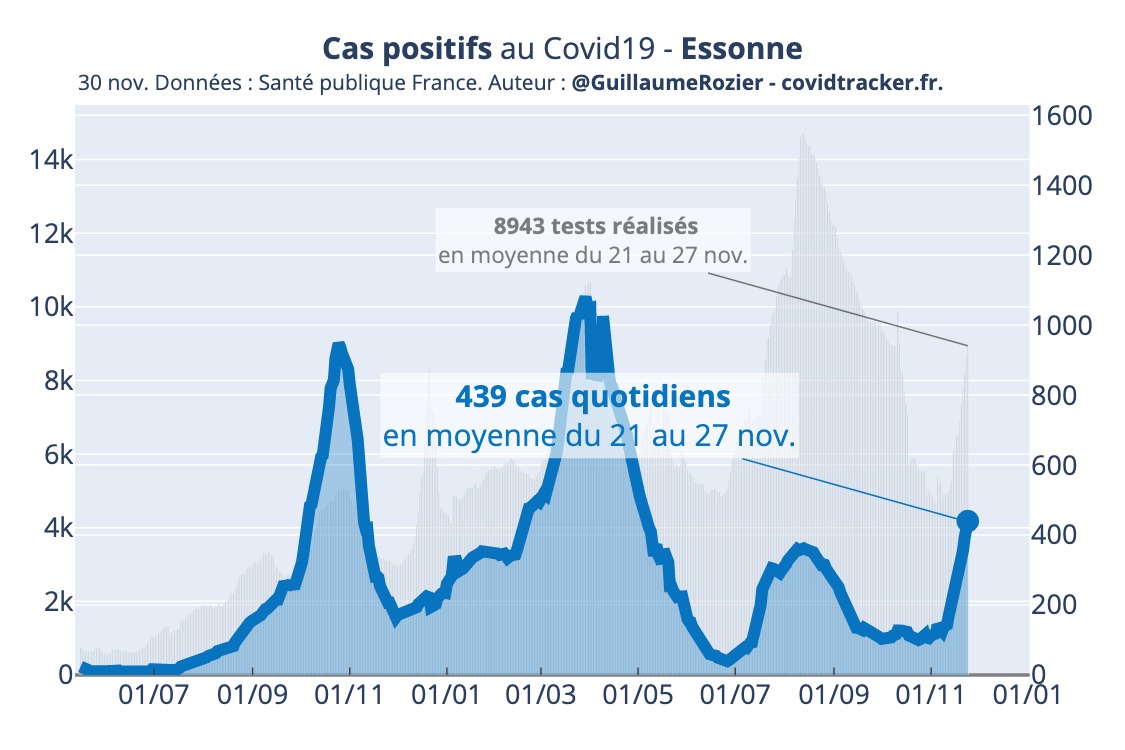 Cas positifs au Covid19 - Essonne
30 nov. Données : Santé publique France. Auteur : @GuillaumeRozier - covidtracker.fr.
1600
14k
1400
8943 tests réalisés
12k
en moyenne du 21 au 27 nov.
1200
10k
1000
8k
439 cas quotidiens
800
en moyenne du 21 au 27 nov.
6k
600
4k
400
2k
200
0
0
01/07 01/09 01/11 01/01 01/03 01/05 01/07 01/09 01/11 01/01